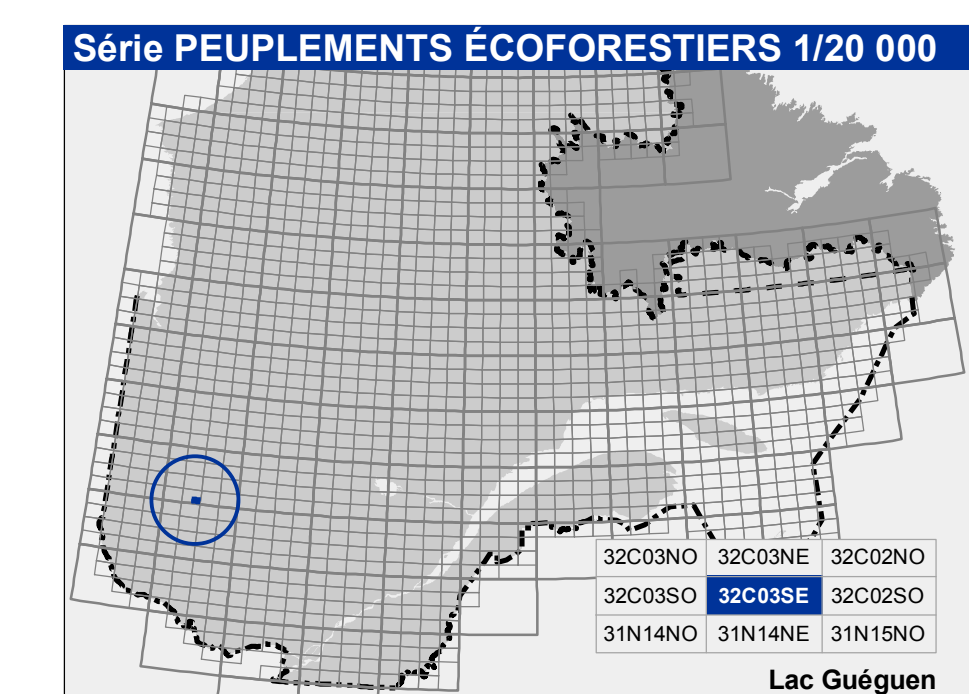 Série PEUPLEMENTS ÉCOFORESTIERS 1/20 000
32C03NO 32C03NE 32C02NO
32C03SO 32C03SE 32C02SO
31N14NO 31N14NE 31N15NO
Lac Guéguen